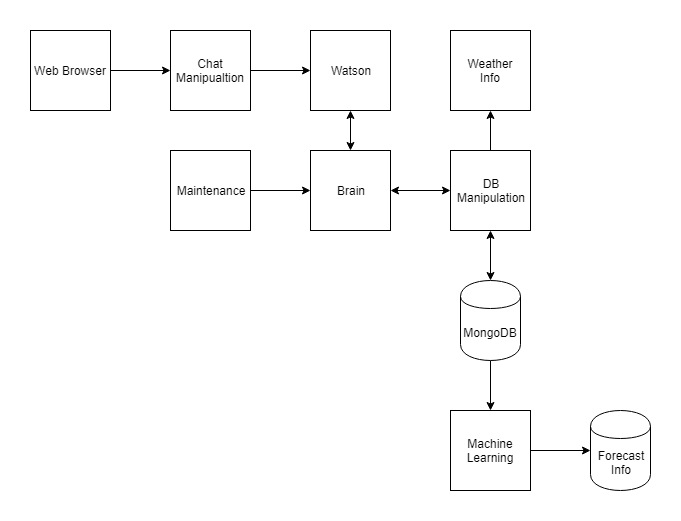 Web Browser
Chat
Manipualtion
Watson
Weather
Info
Maintenance
Brain
DB
Manipulation
MongoDB
Machine
Learning
Forecast
Info